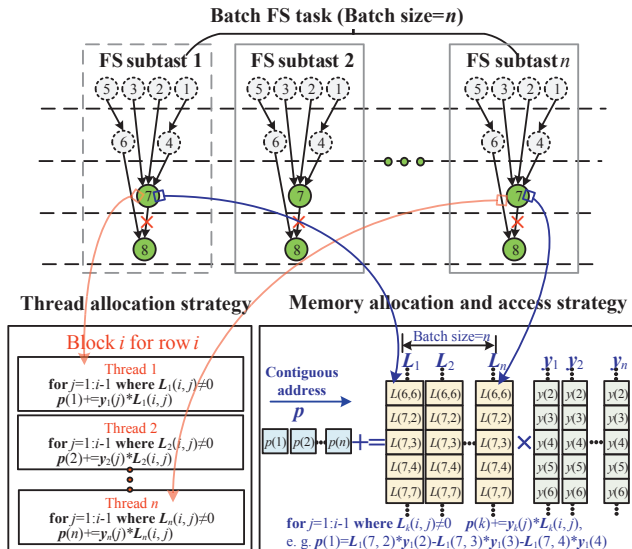 Batch FS task (Batch size=n)
FS subtast 1
FS subtast 2
FS subtast n
5 3 2 1
5 3 2 1
5 3 2 1
6 4
6 4
6 4
7
7
7
8
8
8
Thread allocation strategy
Block i for row i
Thread 1
for j=1:i-1 where L₁(i, j)≠0
p(1)+=y₁(j)*L₁(i, j)
Thread 2
for j=1:i-1 where L₂(i, j)≠0
p(2)+=y₂(j)*L₂(i, j)
Thread n
for j=1:i-1 where Lₙ(i, j)≠0
p(n)+=yₙ(j)*Lₙ(i, j)
Memory allocation and access strategy
Batch size=n
L₁ L₂ Lₙ y₁ y₂ yₙ
Contiguous
address
p
p(1) p(2) p(n) += ×
L(6,6) L(6,6) L(6,6) y(2) y(2) y(2)
L(7,2) L(7,2) L(7,2) y(3) y(3) y(3)
L(7,3) L(7,3) L(7,3) y(4) y(4) y(4)
L(7,4) L(7,4) L(7,4) y(5) y(5) y(5)
L(7,7) L(7,7) L(7,7) y(6) y(6) y(6)
for j=1:i-1 where Lₖ(i, j)≠0 p(k)+=yₖ(j)*Lₖ(i, j),
e. g. p(1)=L₁(7, 2)*y₁(2)-L₁(7, 3)*y₁(3)-L₁(7, 4)*y₁(4)